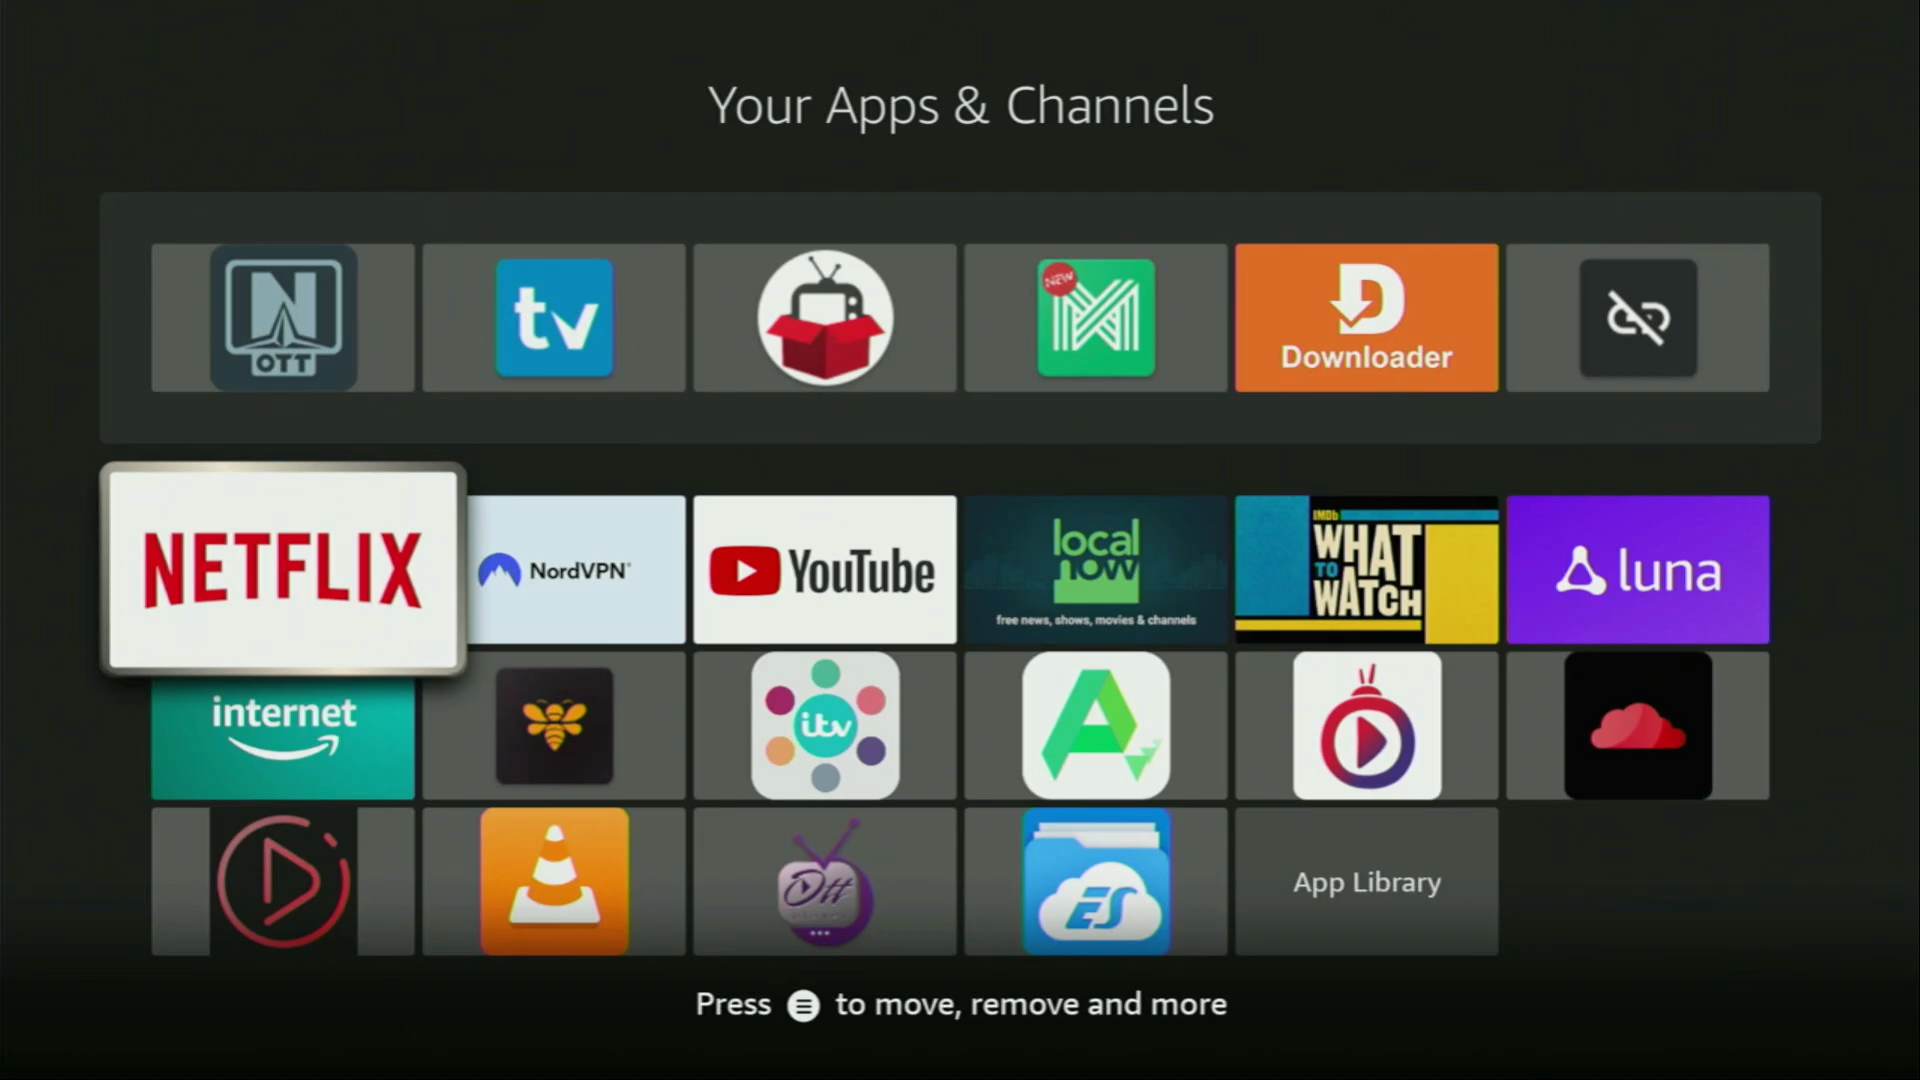 Your Apps & Channels
N
OTT
tv
NEW
D
Downloader
NETFLIX
NordVPN®
YouTube
local
now
free news, shows, movies & channels
IMDb
WHAT
TO
WATCH
luna
internet
itv
Ott
ES
App Library
Press to move, remove and more